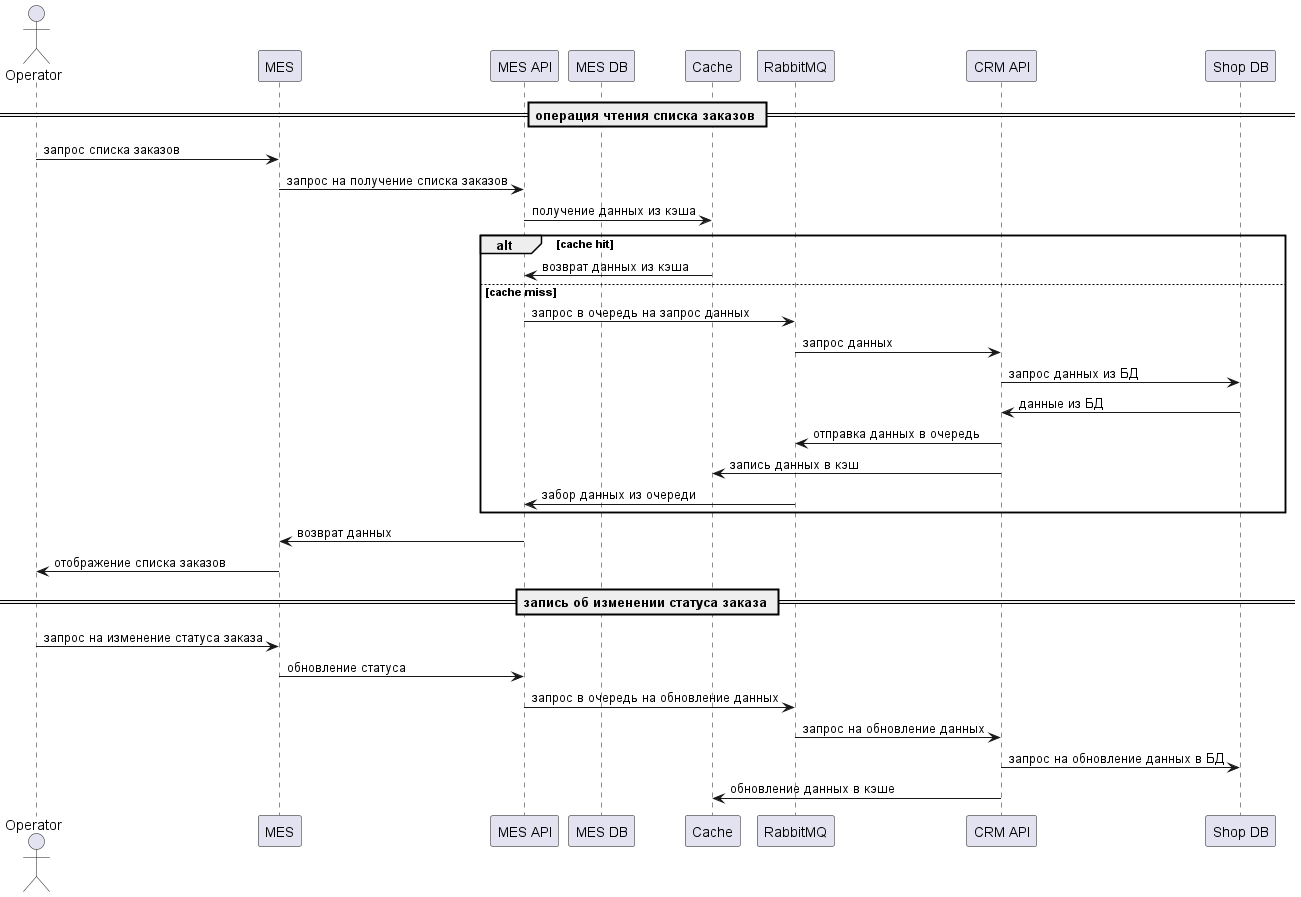 Operator
MES
MES API
MES DB
Cache
RabbitMQ
CRM API
Shop DB
операция чтения списка заказов
запрос списка заказов
запрос на получение списка заказов
получение данных из кэша
alt
[cache hit]
возврат данных из кэша
[cache miss]
запрос в очередь на запрос данных
запрос данных
запрос данных из БД
данные из БД
отправка данных в очередь
запись данных в кэш
забор данных из очереди
возврат данных
отображение списка заказов
запись об изменении статуса заказа
запрос на изменение статуса заказа
обновление статуса
запрос в очередь на обновление данных
запрос на обновление данных
запрос на обновление данных в БД
обновление данных в кэше
Operator
MES
MES API
MES DB
Cache
RabbitMQ
CRM API
Shop DB